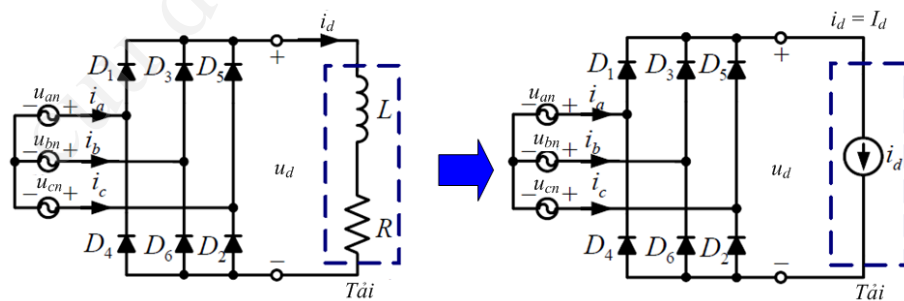 i_d
i_d = I_d
+
+
D_1
D_3
D_5
D_1
D_3
D_5
u_an
− +
i_a
L
u_an
− +
i_a
u_bn
− +
i_b
u_bn
− +
i_b
i_d
u_cn
− +
i_c
u_d
u_cn
− +
i_c
u_d
R
D_4
D_6
D_2
D_4
D_6
D_2
−
−
Tải
Tải